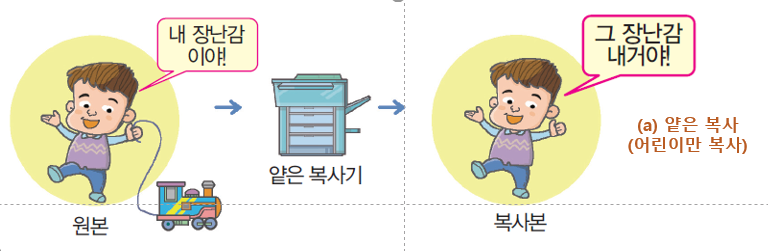 내 장난감
이야!
원본
얕은 복사기
그 장난감
내거야!
복사본
(a) 얕은 복사
(어린이만 복사)